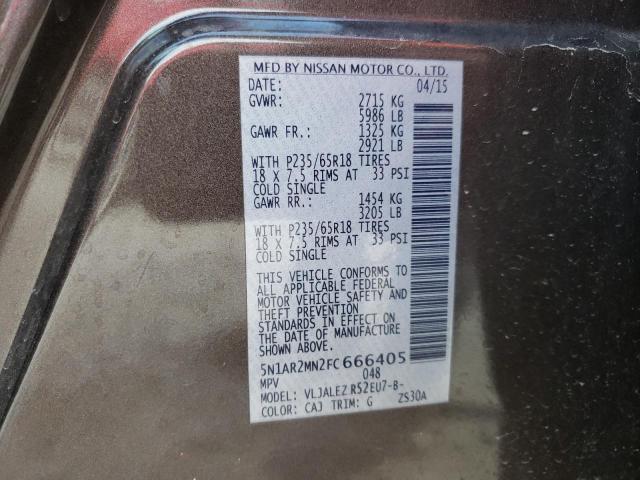 MFD BY NISSAN MOTOR CO., LTD.
DATE: 04/15
GVWR: 2715 KG
5986 LB
GAWR FR.: 1325 KG
2921 LB
WITH P235/65R18 TIRES
18 X 7.5 RIMS AT 33 PSI
COLD SINGLE
GAWR RR.: 1454 KG
3205 LB
WITH P235/65R18 TIRES
18 X 7.5 RIMS AT 33 PSI
COLD SINGLE
THIS VEHICLE CONFORMS TO
ALL APPLICABLE FEDERAL
MOTOR VEHICLE SAFETY AND
THEFT PREVENTION
STANDARDS IN EFFECT ON
THE DATE OF MANUFACTURE
SHOWN ABOVE.
5N1AR2MN2FC666405
MPV 048
MODEL: VLJALEZ R52EU7-B-
COLOR: CAJ TRIM: G ZS30A